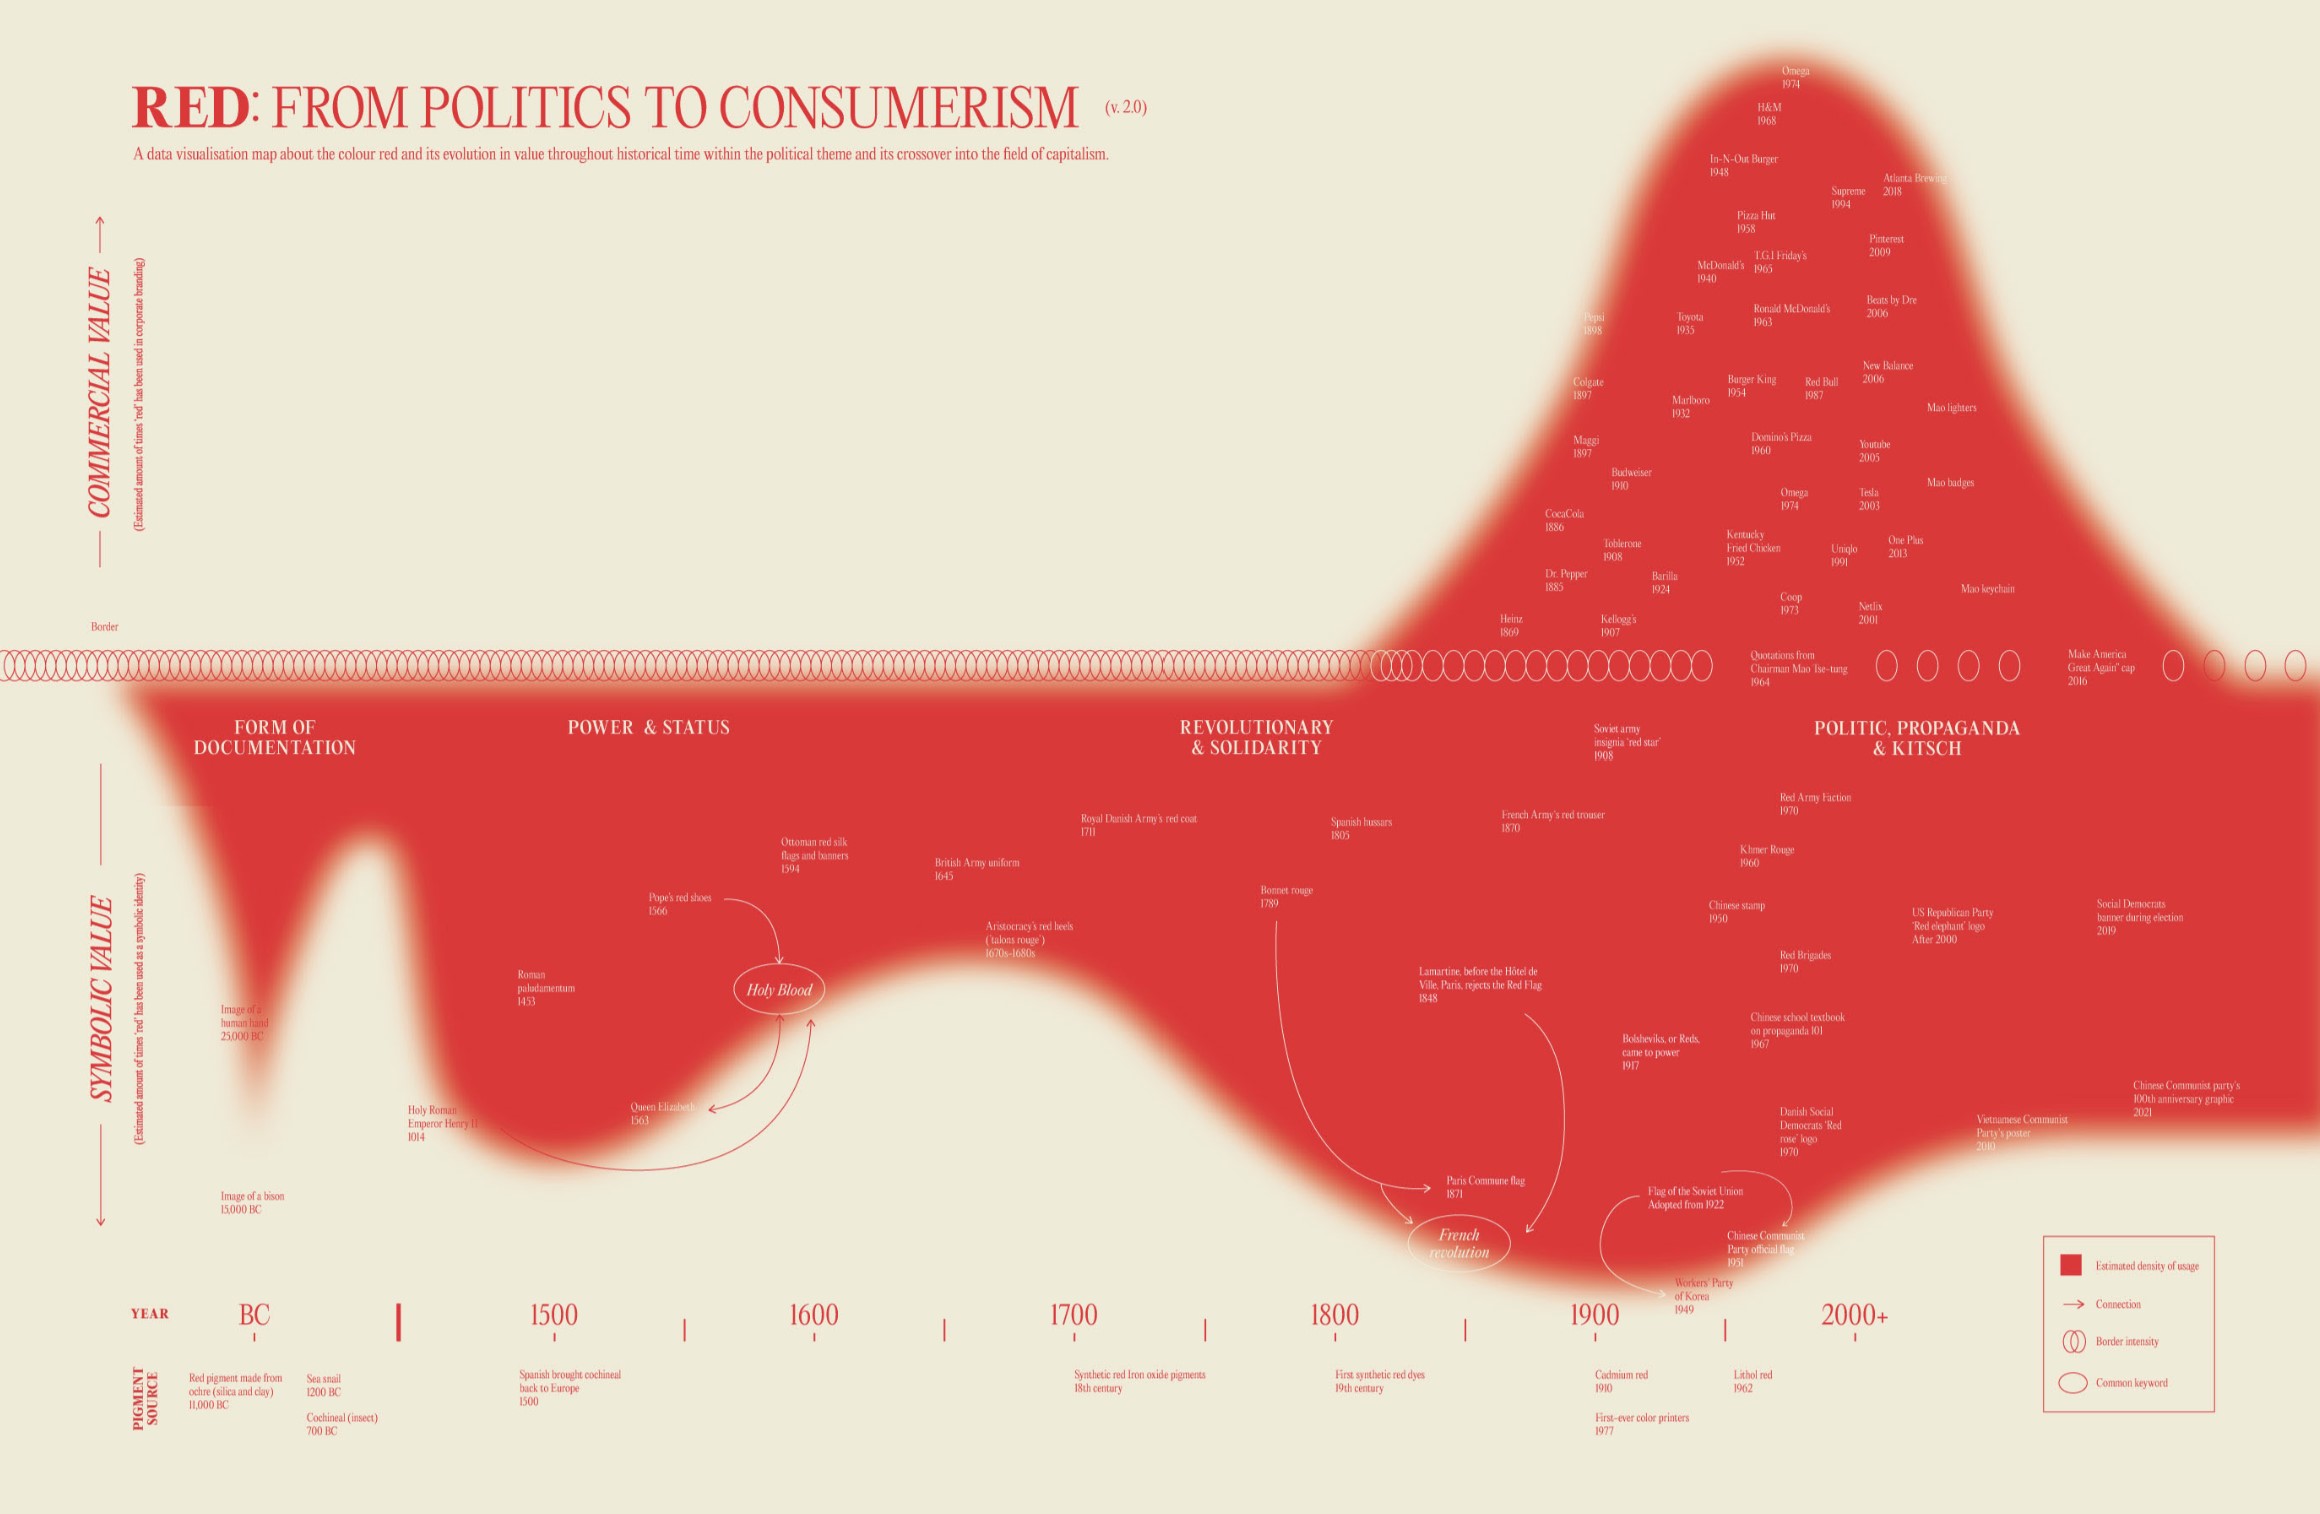 RED: FROM POLITICS TO CONSUMERISM (v. 2.0)
A data visualisation map about the colour red and its evolution in value throughout historical time within the political theme and its crossover into the field of capitalism.
COMMERCIAL VALUE
(Estimated amount of times 'red' has been used in corporate branding)
Omega
1974
H&M
1968
In-N-Out Burger
1948
Atlanta Brewing
2018
Supreme
1994
Pizza Hut
1958
Pinterest
2009
T.G.I Friday's
1965
McDonald's
1940
Beats by Dre
2006
Ronald McDonald's
1963
Pepsi
1898
Toyota
1935
New Balance
2006
Colgate
1897
Burger King
1954
Red Bull
1987
Marlboro
1932
Mao lighters
Maggi
1897
Domino's Pizza
1960
Youtube
2005
Budweiser
1910
Mao badges
Omega
1974
Tesla
2003
CocaCola
1886
Toblerone
1908
Kentucky
Fried Chicken
1952
Uniqlo
1991
One Plus
2013
Dr. Pepper
1885
Barilla
1924
Mao keychain
Coop
1973
Netlix
2001
Heinz
1869
Kellogg's
1907
Border
Quotations from
Chairman Mao Tse-tung
1964
Make America
Great Again" cap
2016
FORM OF
DOCUMENTATION
POWER & STATUS
REVOLUTIONARY
& SOLIDARITY
POLITIC, PROPAGANDA
& KITSCH
SYMBOLIC VALUE
(Estimated amount of times 'red' has been used as a symbolic identity)
Soviet army
insignia 'red star'
1908
Red Army Faction
1970
Royal Danish Army's red coat
1711
Spanish hussars
1805
French Army's red trouser
1870
Ottoman red silk
flags and banners
1594
British Army uniform
1645
Khmer Rouge
1960
Pope's red shoes
1566
Bonnet rouge
1789
Chinese stamp
1950
US Republican Party
'Red elephant' logo
After 2000
Social Democrats
banner during election
2019
Aristocracy's red heels
('talons rouge')
1670s-1680s
Red Brigades
1970
Roman
paludamentum
1453
Holy Blood
Lamartine, before the Hôtel de
Ville, Paris, rejects the Red Flag
1848
Image of a
human hand
25,000 BC
Chinese school textbook
on propaganda 101
1967
Bolsheviks, or Reds,
came to power
1917
Chinese Communist party's
100th anniversary graphic
2021
Holy Roman
Emperor Henry II
1014
Queen Elizabeth
1563
Danish Social
Democrats 'Red
rose' logo
1970
Vietnamese Communist
Party's poster
2010
Image of a bison
15,000 BC
Paris Commune flag
1871
Flag of the Soviet Union
Adopted from 1922
French
revolution
Chinese Communist
Party official flag
1951
Workers' Party
of Korea
1949
Estimated density of usage
Connection
Border intensity
Common keyword
YEAR
BC
1500
1600
1700
1800
1900
2000+
PIGMENT
SOURCE
Red pigment made from
ochre (silica and clay)
11,000 BC
Sea snail
1200 BC
Cochineal (insect)
700 BC
Spanish brought cochineal
back to Europe
1500
Synthetic red Iron oxide pigments
18th century
First synthetic red dyes
19th century
Cadmium red
1910
First-ever color printers
1977
Lithol red
1962